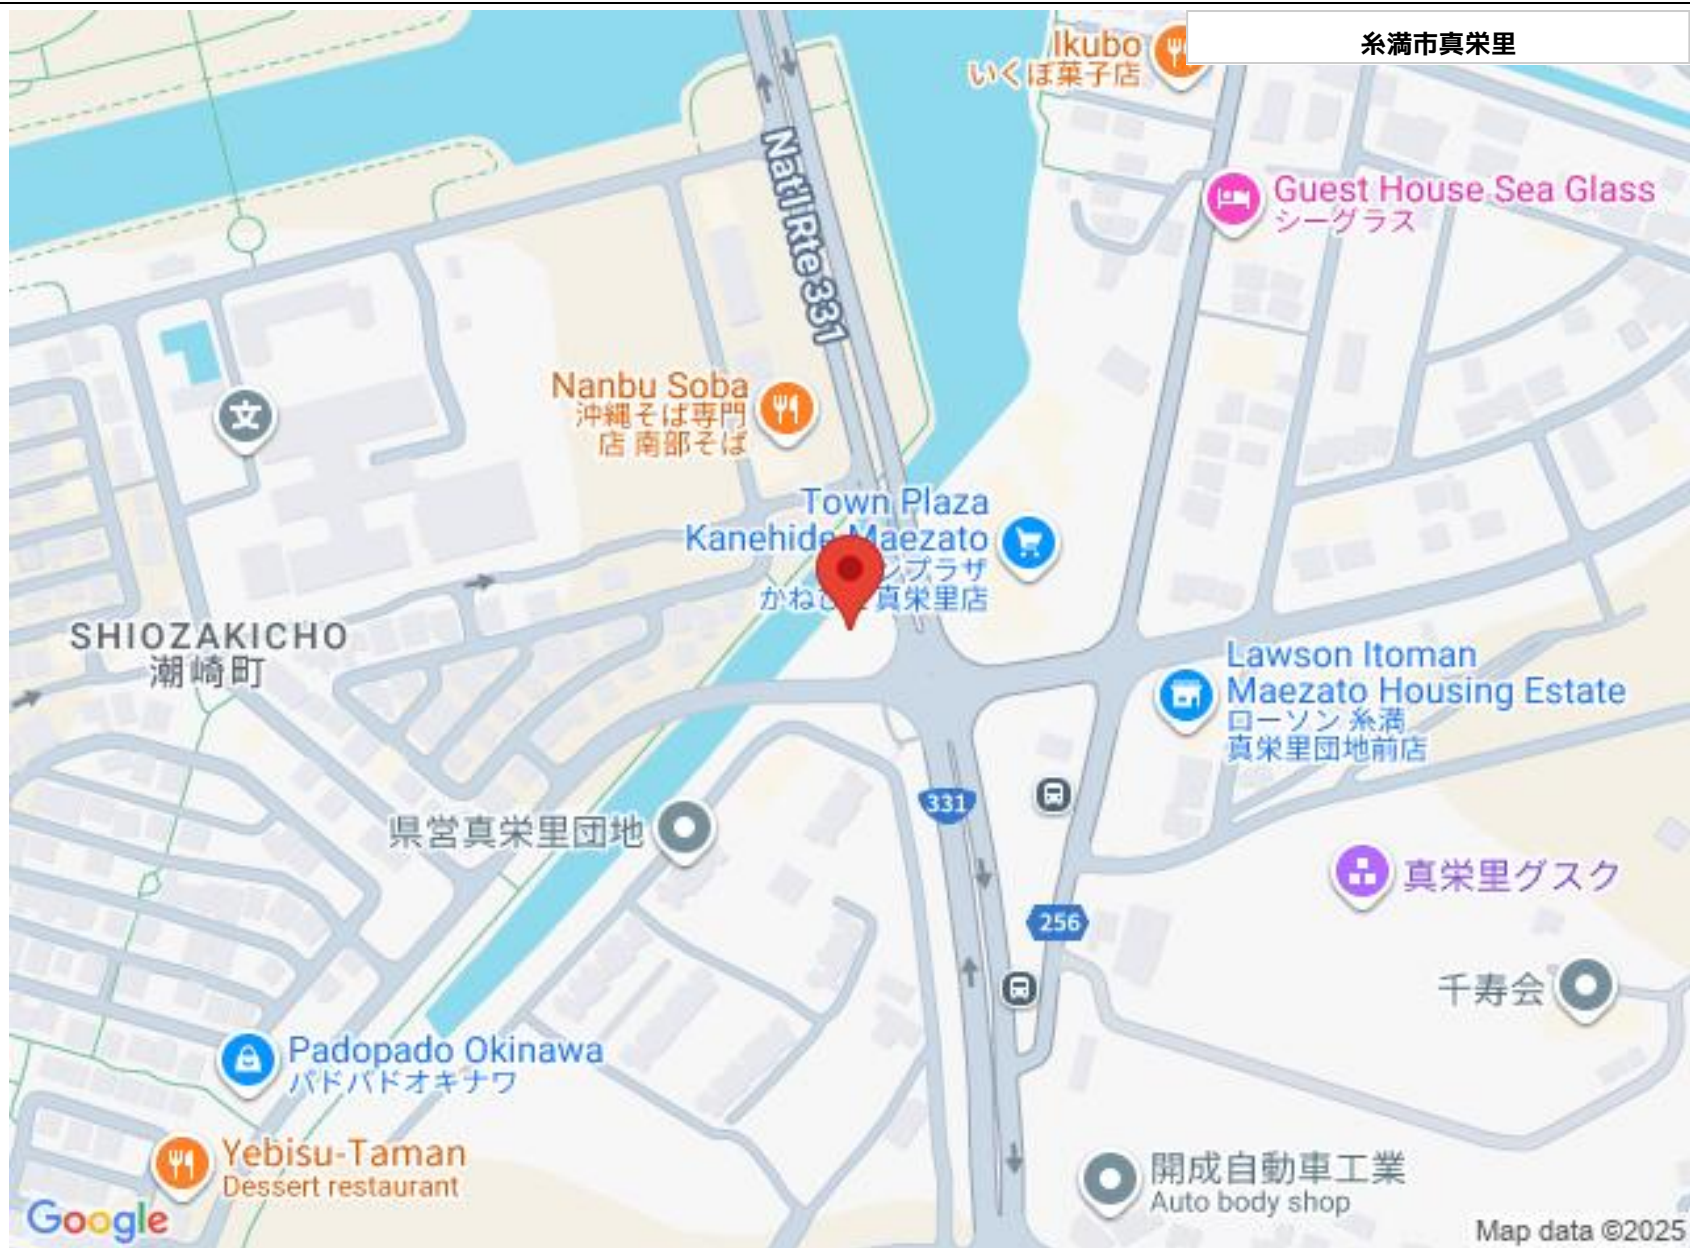 糸満市真栄里
Ikubo
いくぼ菓子店
Nat'l Rte 331
Guest House Sea Glass
シーグラス
Nanbu Soba
沖縄そば専門
店 南部そば
Town Plaza
Kanehide Maezato
ンプラザ
かねひ 真栄里店
文
SHIOZAKICHO
潮崎町
Lawson Itoman
Maezato Housing Estate
ローソン 糸満
真栄里団地前店
331
県営真栄里団地
真栄里グスク
256
千寿会
Padopado Okinawa
パドパドオキナワ
Yebisu-Taman
Dessert restaurant
開成自動車工業
Auto body shop
Google
Map data ©2025